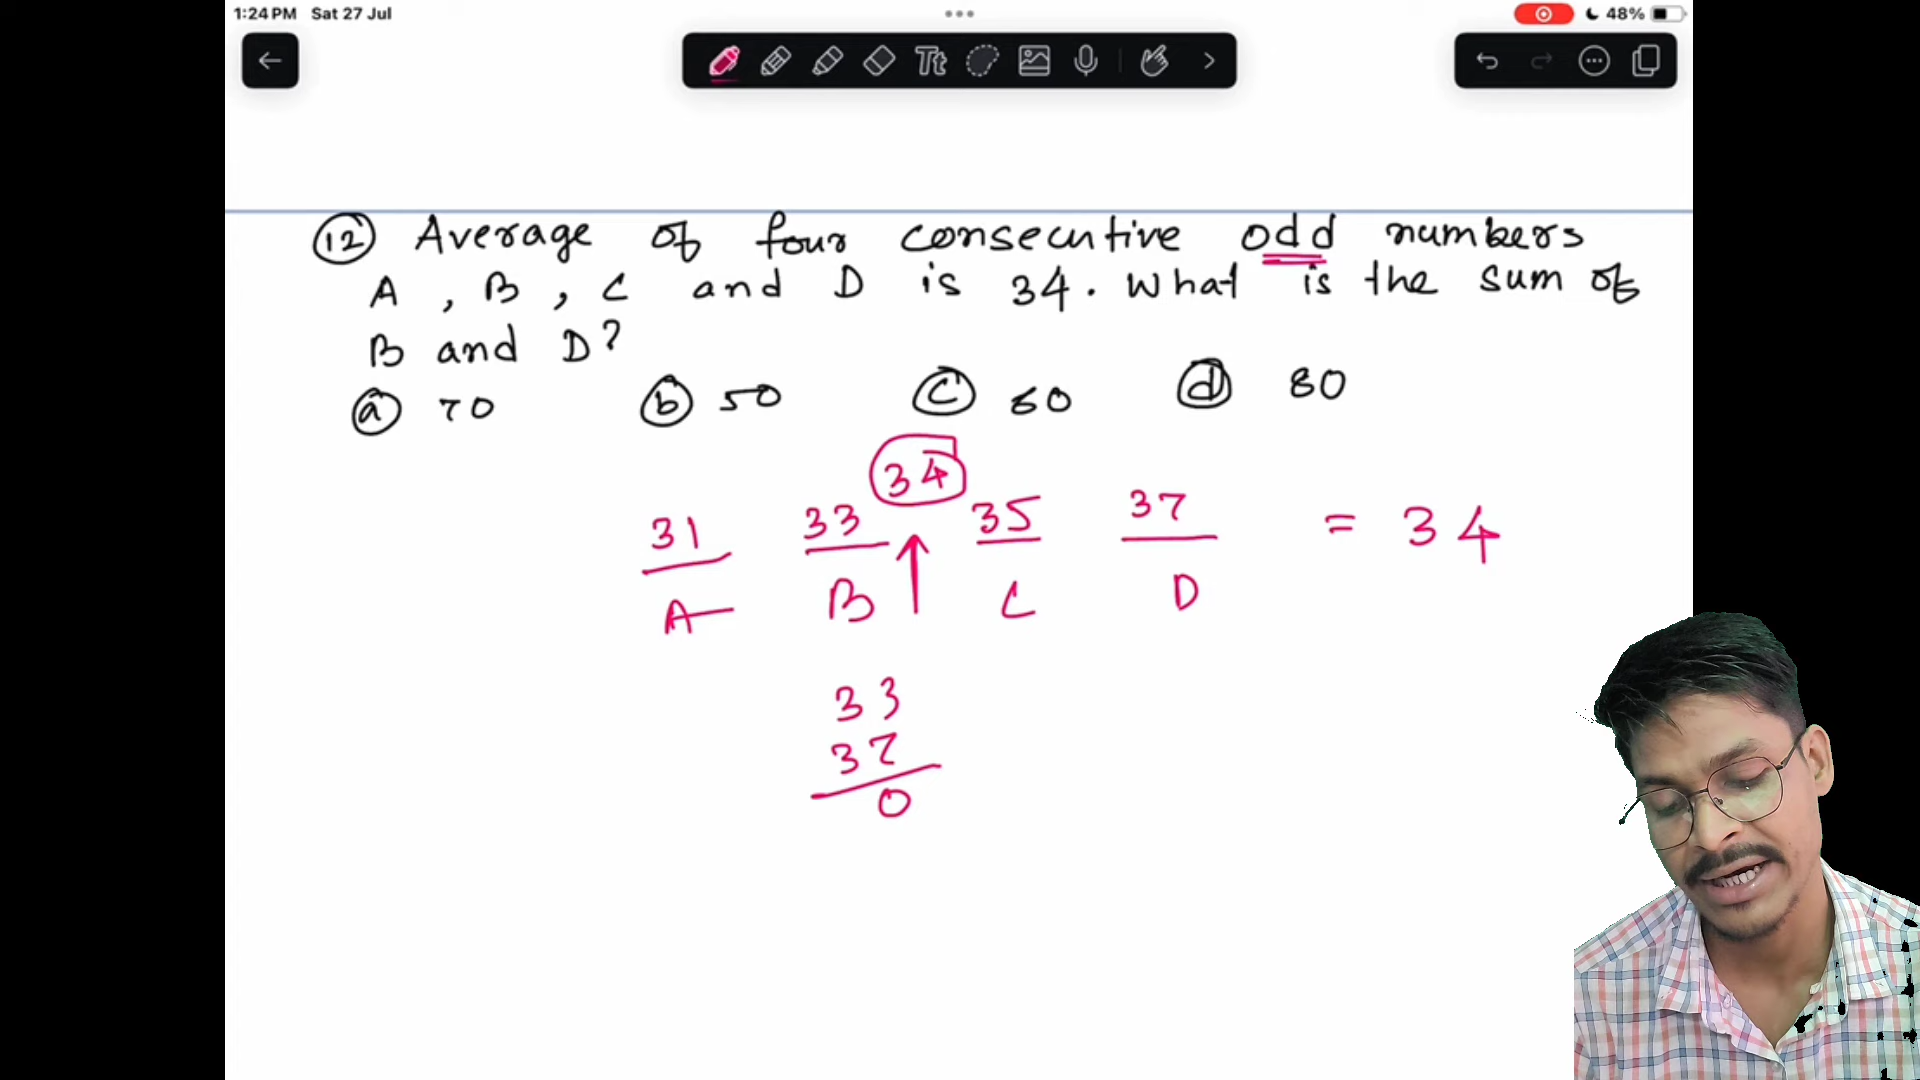 1:24 PM Sat 27 Jul
48%
Tt
12 Average of four consecutive odd numbers
A , B , C and D is 34. What is the sum of
B and D?
a 70 b 50 c 60 d 80
34
31 33 35 37 = 34
A B C D
33
37
0